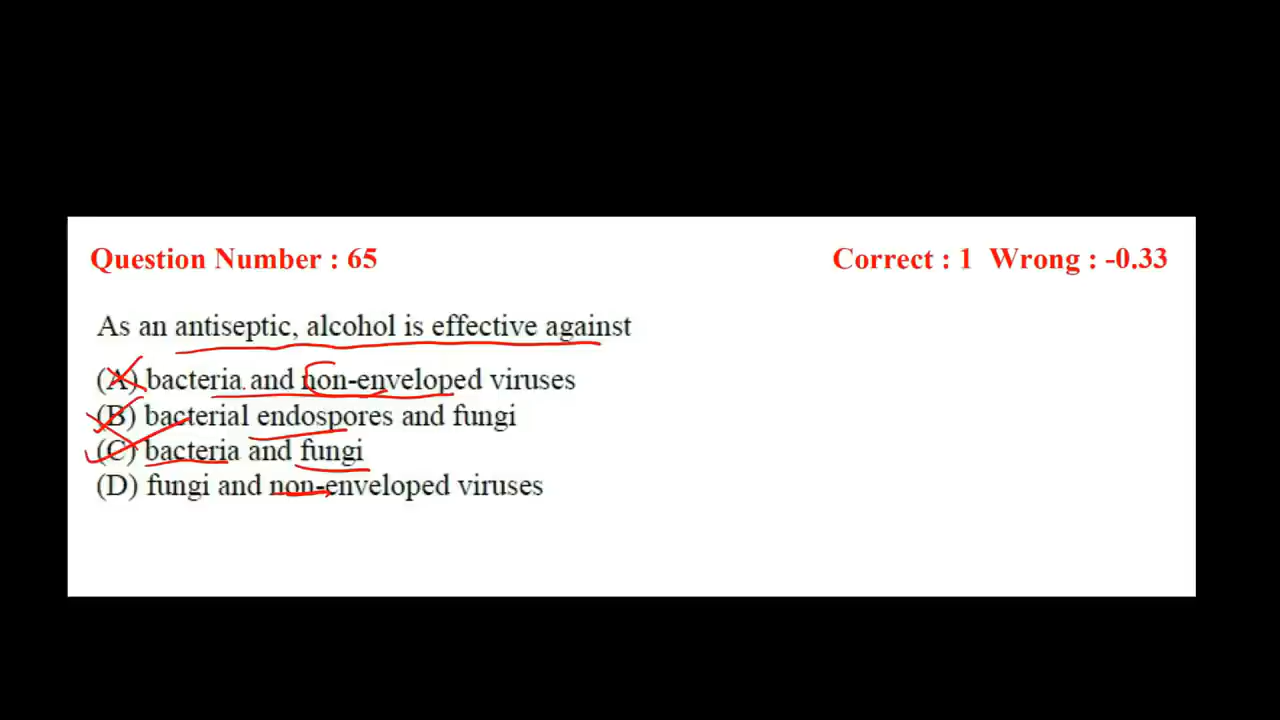 Question Number : 65 Correct : 1 Wrong : -0.33
As an antiseptic, alcohol is effective against
(A) bacteria and non-enveloped viruses
(B) bacterial endospores and fungi
(C) bacteria and fungi
(D) fungi and non-enveloped viruses